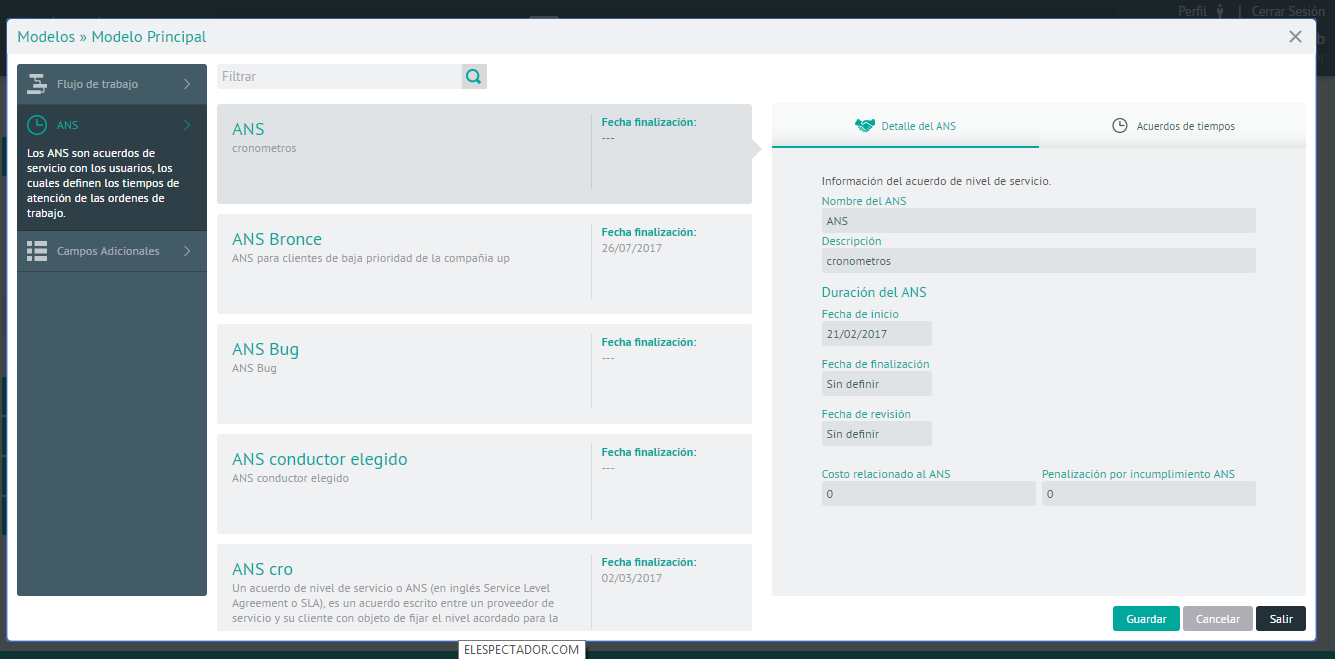 Perfil | Cerrar Sesión
Modelos » Modelo Principal
Flujo de trabajo
ANS
Los ANS son acuerdos de
servicio con los usuarios, los
cuales definen los tiempos de
atención de las ordenes de
trabajo.
Campos Adicionales
Filtrar
ANS
cronometros
Fecha finalización:
---
ANS Bronce
ANS para clientes de baja prioridad de la compañia up
Fecha finalización:
26/07/2017
ANS Bug
ANS Bug
Fecha finalización:
---
ANS conductor elegido
ANS conductor elegido
Fecha finalización:
---
ANS cro
Un acuerdo de nivel de servicio o ANS (en inglés Service Level
Agreement o SLA), es un acuerdo escrito entre un proveedor de
servicio y su cliente con objeto de fijar el nivel acordado para la
Fecha finalización:
02/03/2017
Detalle del ANS
Acuerdos de tiempos
Información del acuerdo de nivel de servicio.
Nombre del ANS
ANS
Descripción
cronometros
Duración del ANS
Fecha de inicio
21/02/2017
Fecha de finalización
Sin definir
Fecha de revisión
Sin definir
Costo relacionado al ANS
0
Penalización por incumplimiento ANS
0
Guardar
Cancelar
Salir
ELESPECTADOR.COM